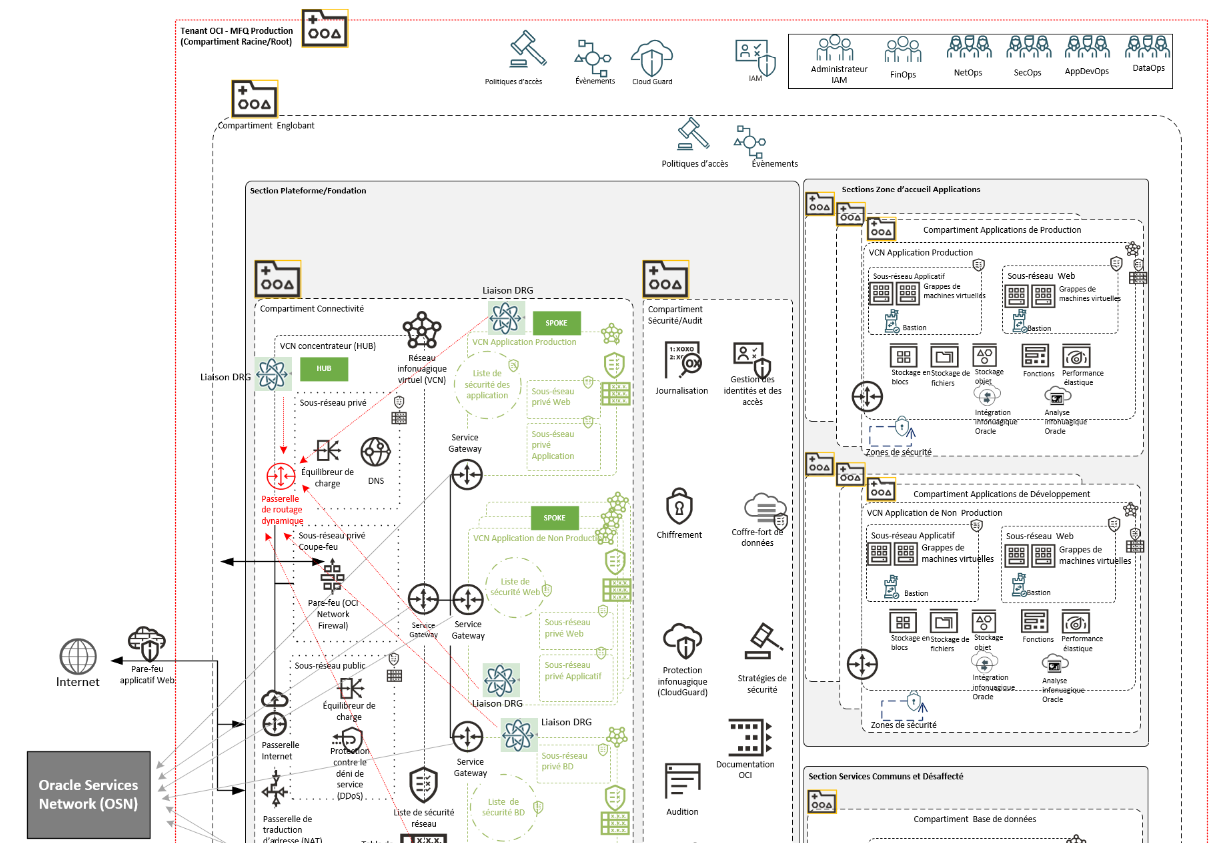 Tenant OCI - MFQ Production
(Compartiment Racine/Root)
Politiques d'accès
Évènements
Cloud Guard
IAM
Administrateur
IAM
FinOps
NetOps
SecOps
AppDevOps
DataOps
Compartiment Englobant
Politiques d'accès
Évènements
Section Plateforme/Fondation
Compartiment Connectivité
Liaison DRG
SPOKE
VCN Application Production
VCN concentrateur (HUB)
Liaison DRG
HUB
Réseau
infonuagique
virtuel (VCN)
Liste de
sécurité des
application
Sous-réseau
privé Web
Sous-réseau
privé
Application
Sous-réseau privé
Équilibreur de
charge
DNS
Service
Gateway
Passerelle
de routage
dynamique
Sous-réseau privé
Coupe-feu
Pare-feu (OCI
Network
Firewal)
SPOKE
VCN Application de Non Production
Liste de
sécurité Web
Service
Gateway
Service
Gateway
Sous-réseau
privé Web
Sous-réseau
privé Applicatif
Internet
Pare-feu
applicatif Web
Sous-réseau public
Équilibreur de
charge
Liaison DRG
Liaison DRG
Passerelle
Internet
Protection
contre le
déni de
service
(DDoS)
Service
Gateway
Sous-réseau
privé BD
Liste de
sécurité BD
Liste de sécurité
réseau
Oracle Services
Network (OSN)
Passerelle de
traduction
d'adresse (NAT)
Compartiment
Sécurité/Audit
Journalisation
Gestion des
identités et des
accès
Chiffrement
Coffre-fort de
données
Protection
infonuagique
(CloudGuard)
Stratégies de
sécurité
Documentation
OCI
Audition
Sections Zone d'accueil Applications
Compartiment Applications de Production
VCN Application Production
Sous-réseau Applicatif
Grappes de
machines virtuelles
Bastion
Sous-réseau Web
Grappes de
machines virtuelles
Bastion
Stockage en
blocs
Stockage de
fichiers
Stockage
objet
Fonctions
Performance
élastique
Intégration
infonuagique
Oracle
Analyse
infonuagique
Oracle
Zones de sécurité
Compartiment Applications de Développement
VCN Application de Non Production
Sous-réseau Applicatif
Grappes de
machines virtuelles
Bastion
Sous-réseau Web
Grappes de
machines virtuelles
Bastion
Stockage en
blocs
Stockage de
fichiers
Stockage
objet
Fonctions
Performance
élastique
Intégration
infonuagique
Oracle
Analyse
infonuagique
Oracle
Zones de sécurité
Section Services Communs et Désaffecté
Compartiment Base de données